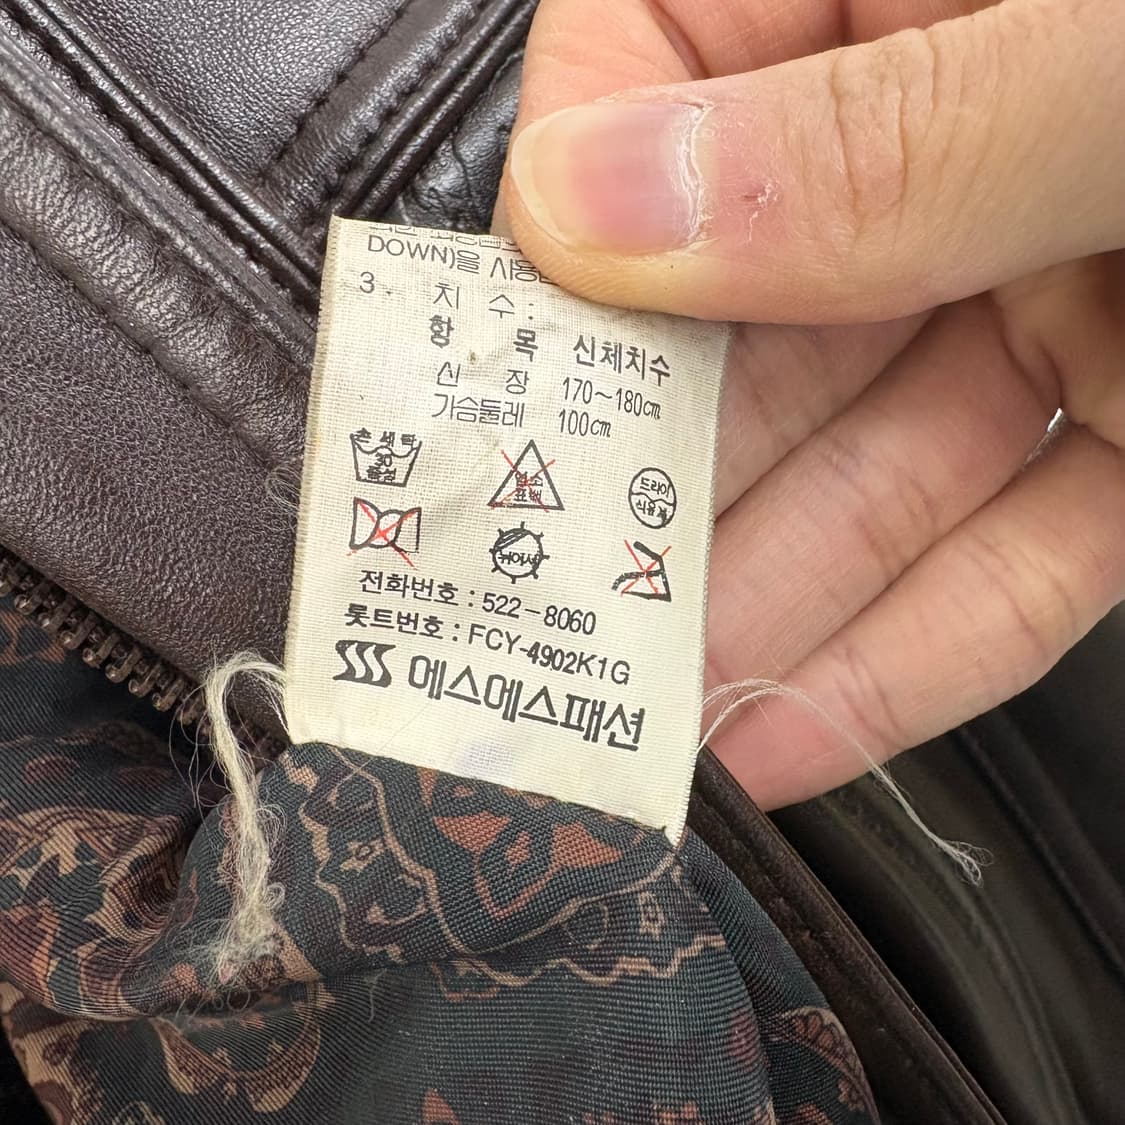 DOWN)을 사용
3. 치 수 :
항 목 신체치수
신 장 170~180cm
가슴둘레 100cm
손세탁 30 중성
염소 표백
드라이
뉘어서
전화번호 : 522-8060
롯트번호 : FCY-4902K1G
SSS 에스에스패션